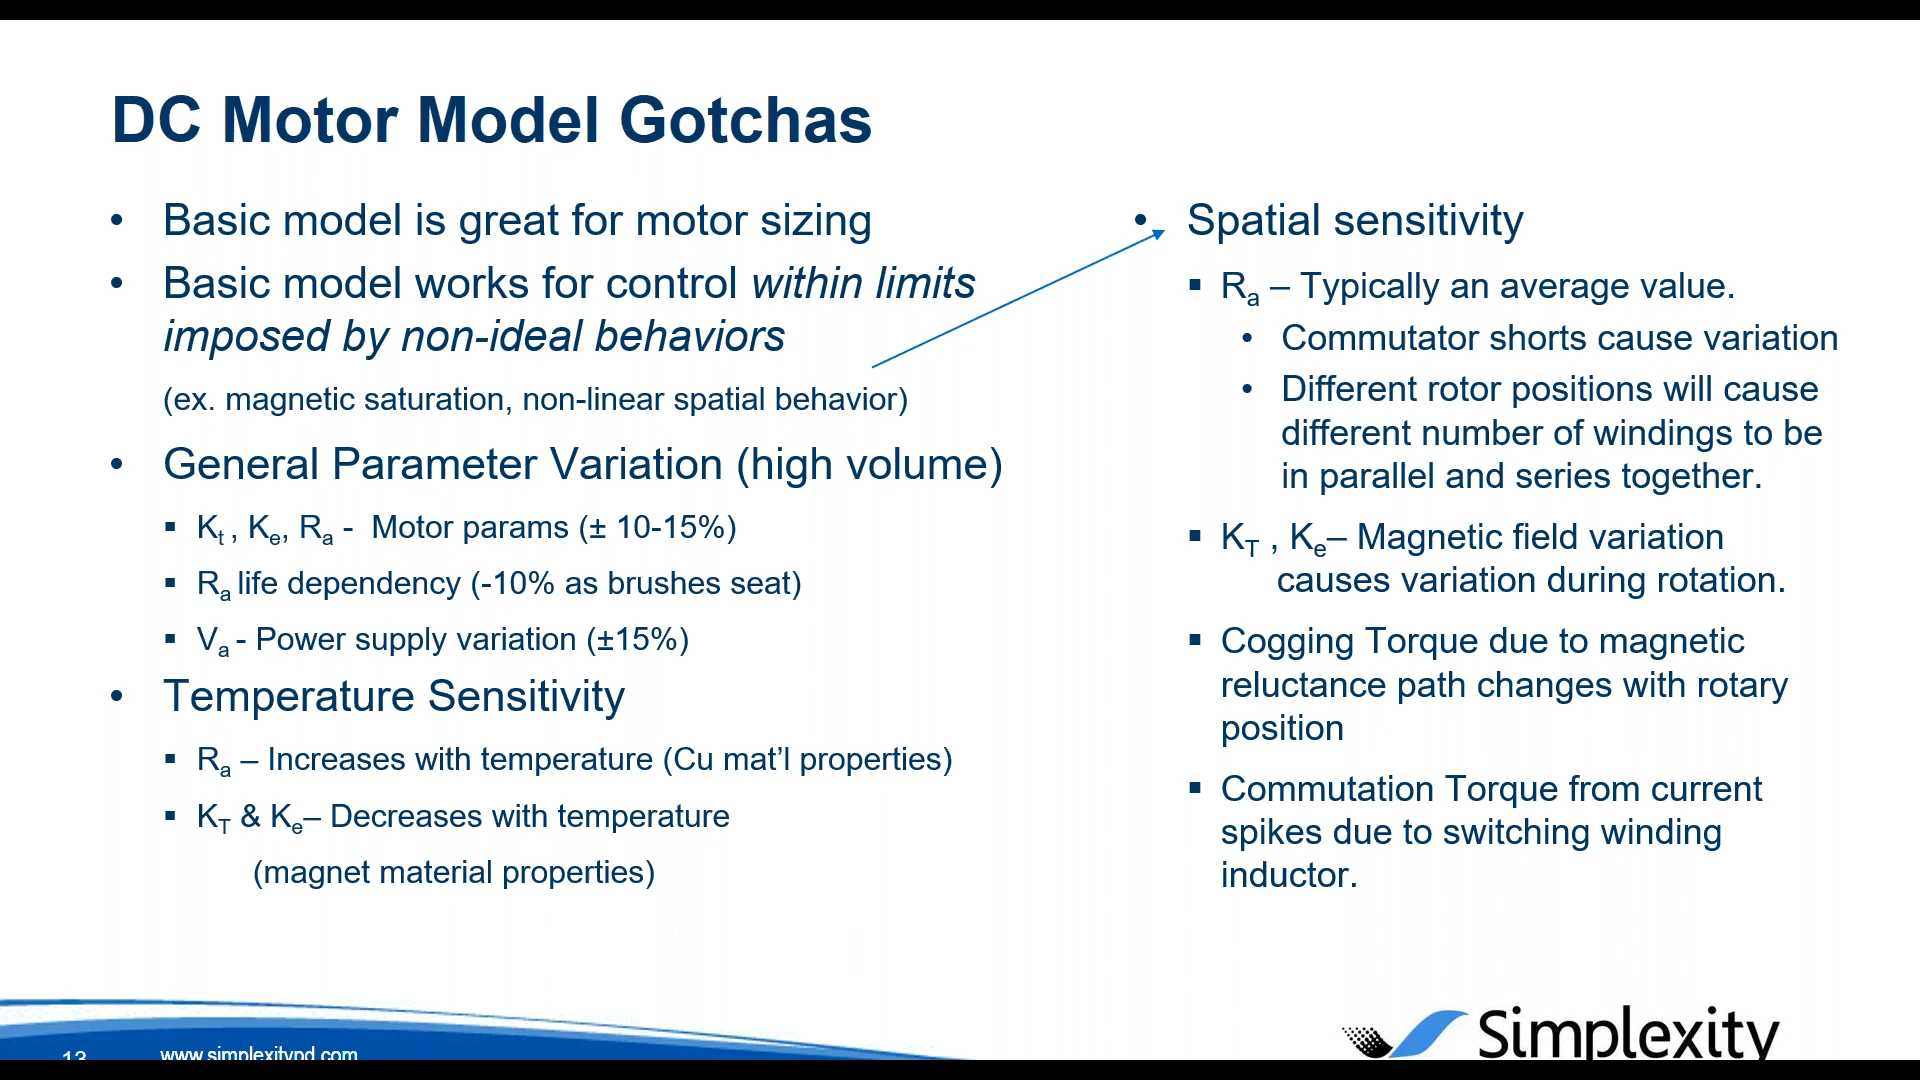 DC Motor Model Gotchas
• Basic model is great for motor sizing
• Basic model works for control within limits
imposed by non-ideal behaviors
(ex. magnetic saturation, non-linear spatial behavior)
• General Parameter Variation (high volume)
▪ Kt , Ke, Ra - Motor params (± 10-15%)
▪ Ra life dependency (-10% as brushes seat)
▪ Va - Power supply variation (±15%)
• Temperature Sensitivity
▪ Ra – Increases with temperature (Cu mat’l properties)
▪ KT & Ke– Decreases with temperature
(magnet material properties)
• Spatial sensitivity
▪ Ra – Typically an average value.
• Commutator shorts cause variation
• Different rotor positions will cause
different number of windings to be
in parallel and series together.
▪ KT , Ke– Magnetic field variation
causes variation during rotation.
▪ Cogging Torque due to magnetic
reluctance path changes with rotary
position
▪ Commutation Torque from current
spikes due to switching winding
inductor.
13
www.simplexitypd.com
Simplexity